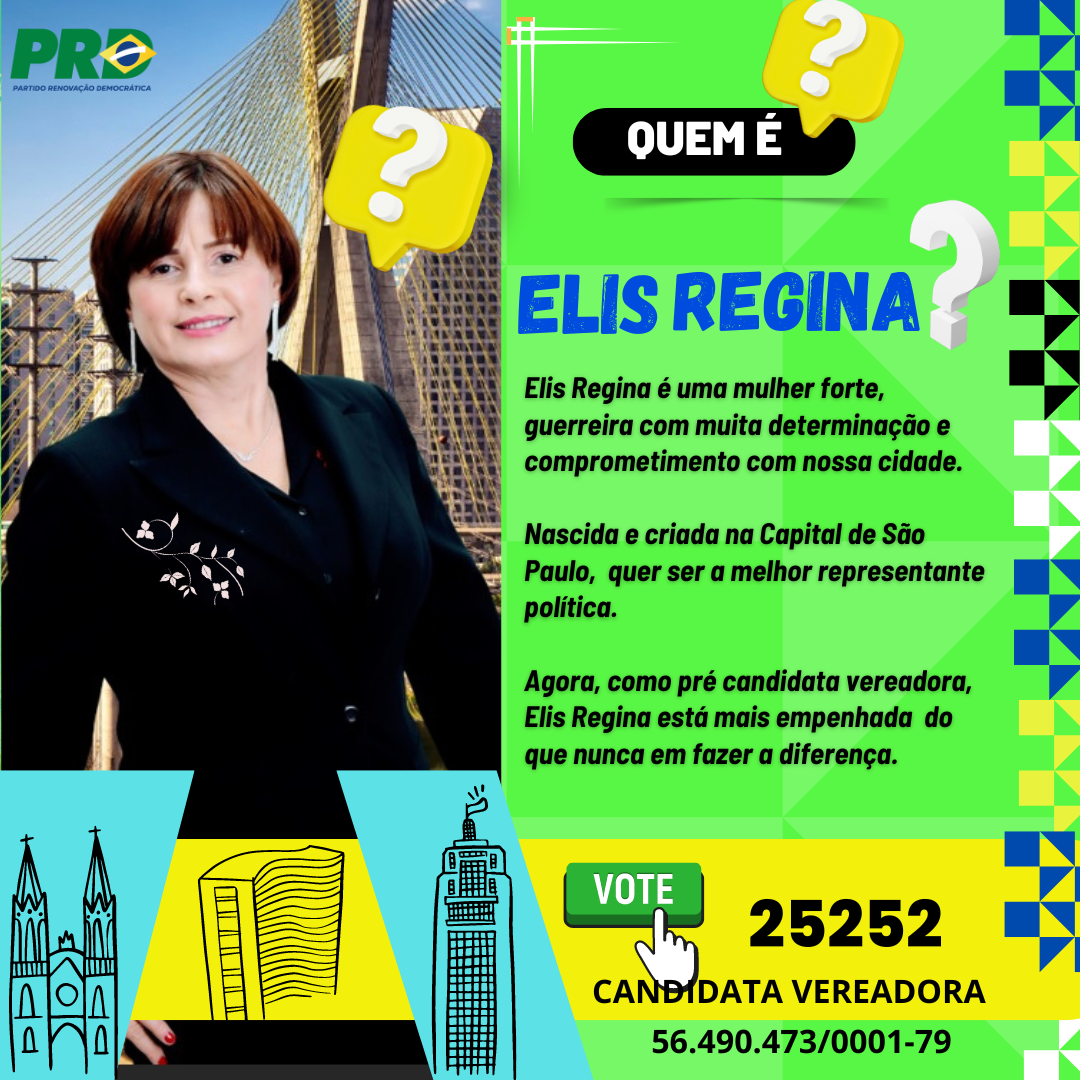 PRD
PARTIDO RENOVAÇÃO DEMOCRÁTICA
QUEM É
ELIS REGINA?
Elis Regina é uma mulher forte,
guerreira com muita determinação e
comprometimento com nossa cidade.
Nascida e criada na Capital de São
Paulo, quer ser a melhor representante
política.
Agora, como pré candidata vereadora,
Elis Regina está mais empenhada do
que nunca em fazer a diferença.
VOTE
25252
CANDIDATA VEREADORA
56.490.473/0001-79